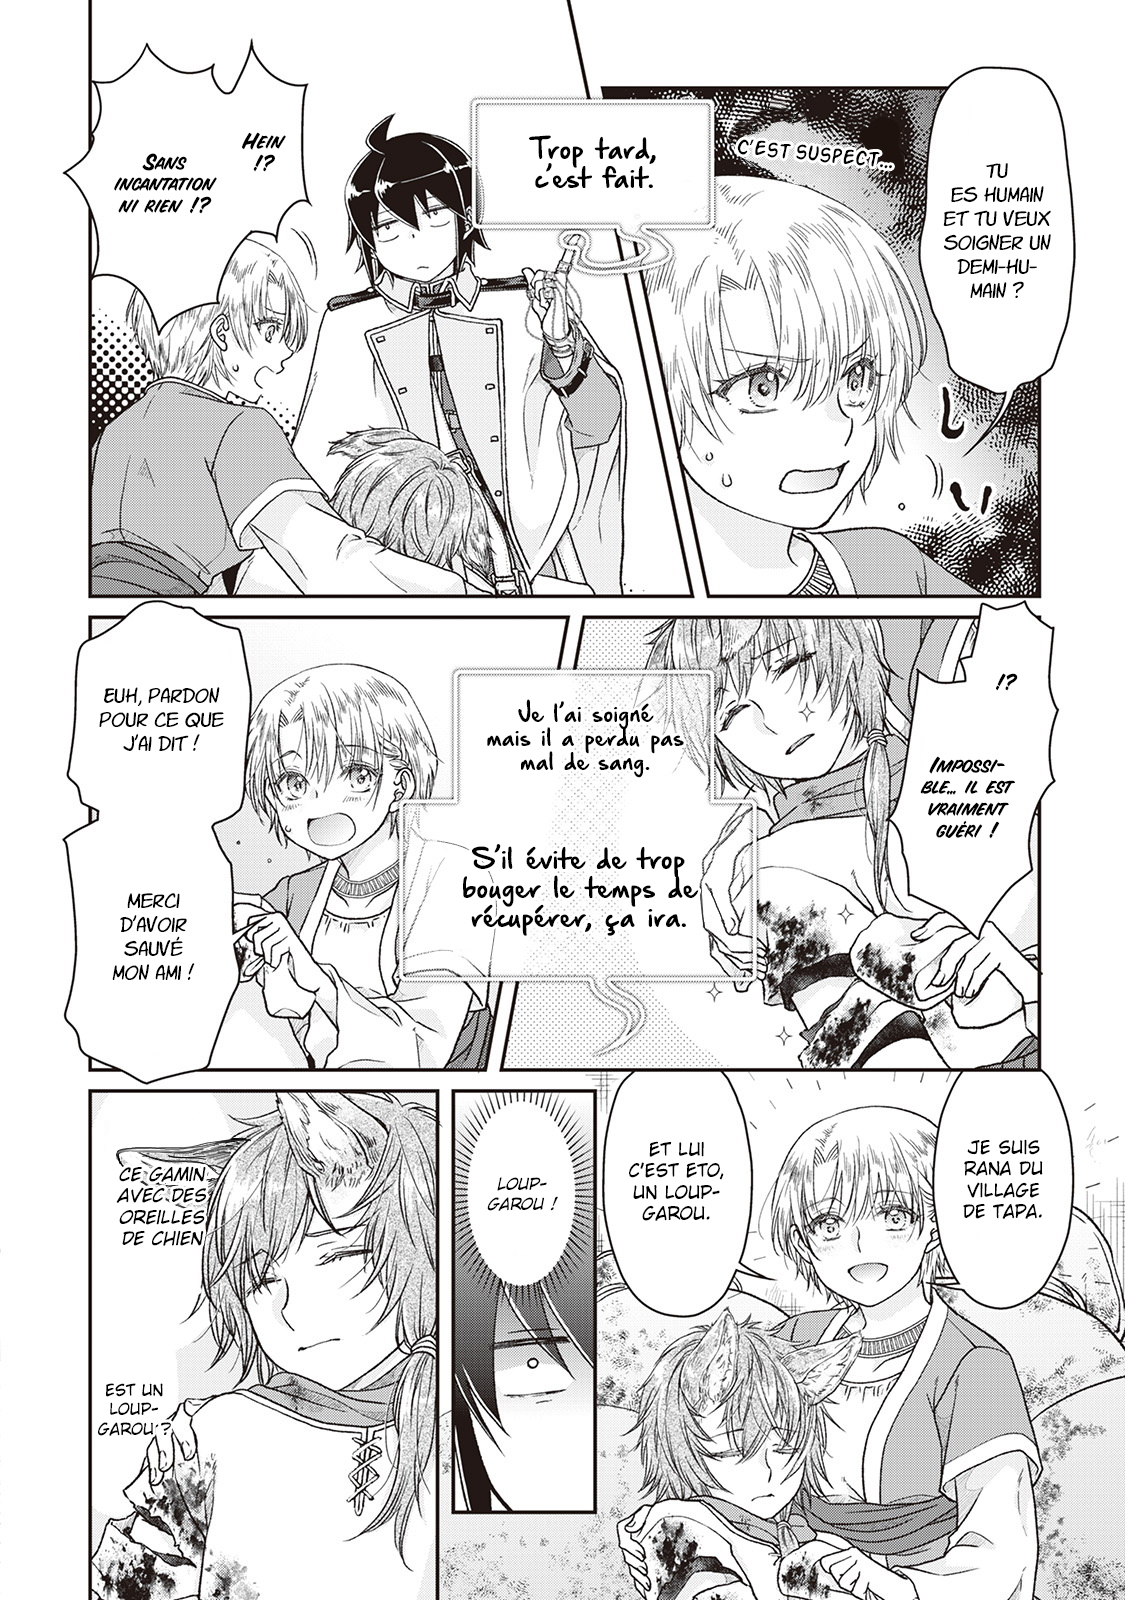 TU
ES HUMAIN
ET TU VEUX
SOIGNER UN
DEMI-HU-
MAIN ?
C'EST SUSPECT...
Trop tard,
c'est fait.
HEIN
!?
SANS
INCANTATION
NI RIEN !?
!?
IMPOSSI-
BLE... IL EST
VRAIMENT
GUÉRI !
Je l'ai soigné
mais il a perdu pas
mal de sang.
S'il évite de trop
bouger le temps de
récupérer, ça ira.
EUH, PARDON
POUR CE QUE
J'AI DIT !
MERCI
D'AVOIR
SAUVÉ
MON AMI !
JE SUIS
RANA DU
VILLAGE
DE TAPA.
ET LUI
C'EST ETO,
UN LOUP-
GAROU.
LOUP-
GAROU !
CE GAMIN
AVEC DES
OREILLES
DE CHIEN
EST UN
LOUP-
GAROU ?